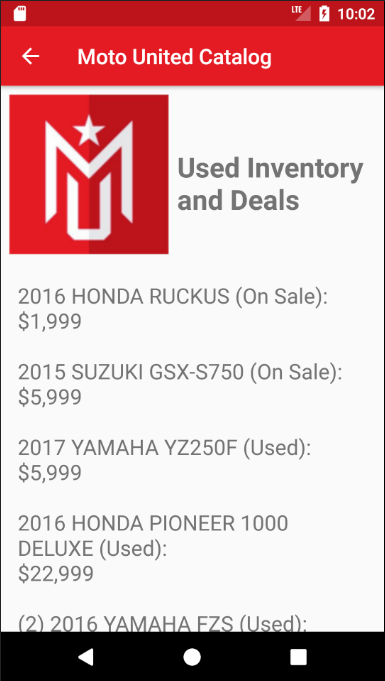 LTE 10:02
Moto United Catalog
MU
Used Inventory
and Deals
2016 HONDA RUCKUS (On Sale):
$1,999
2015 SUZUKI GSX-S750 (On Sale):
$5,999
2017 YAMAHA YZ250F (Used):
$5,999
2016 HONDA PIONEER 1000
DELUXE (Used):
$22,999
(2) 2016 YAMAHA FZS (Used):